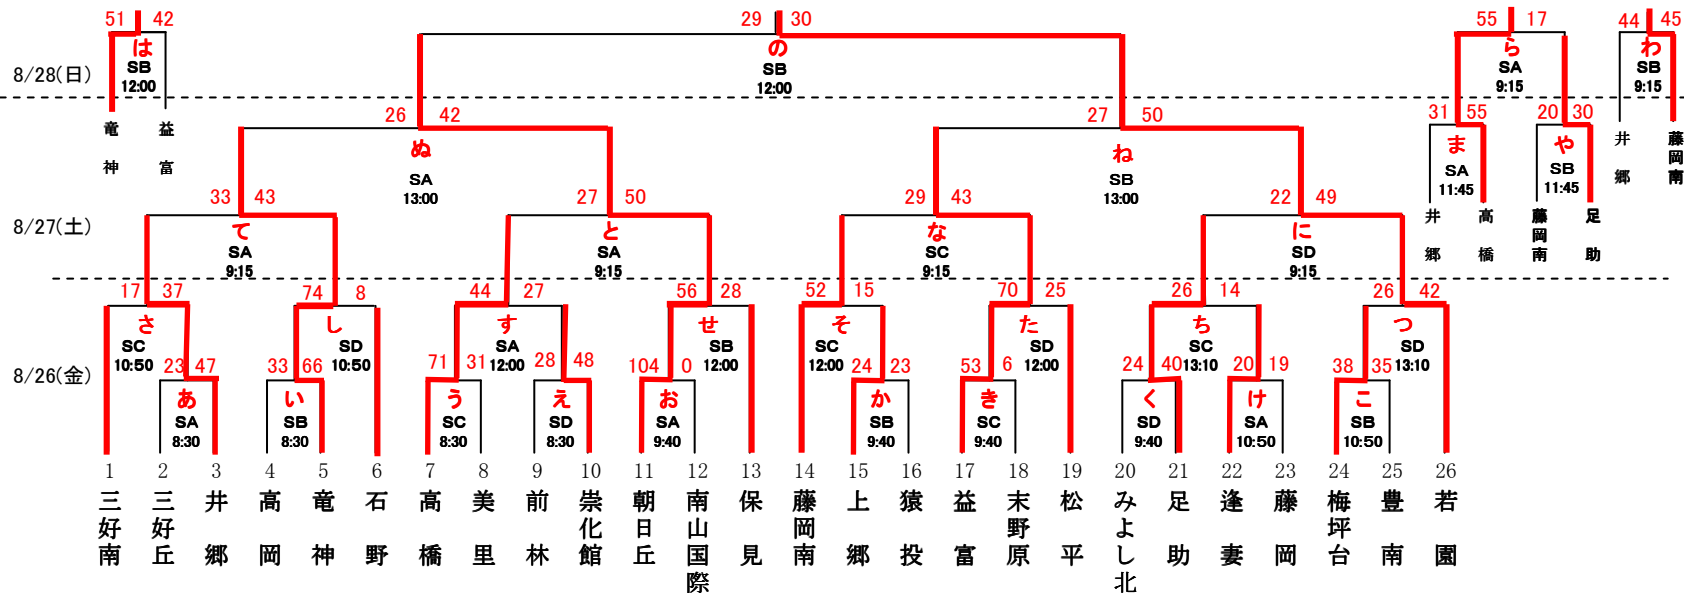 51 42 29 30 55 17 44 45
は の ら わ
SB SB SA SB
8/28(日) 12:00 12:00 9:15 9:15
26 42 27 50 31 55 20 30
竜神 益富 井郷 藤岡南
ぬ ね ま や
SA SB SA SB
13:00 13:00 11:45 11:45
33 43 27 50 29 43 22 49
井郷 高橋 藤岡南 足助
8/27(土)
て と な に
SA SA SC SD
9:15 9:15 9:15 9:15
17 37 74 8 44 27 56 28 52 15 70 25 26 14 26 42
さ し す せ そ た ち つ
SC SD SA SB SC SD SC SD
10:50 10:50 12:00 12:00 12:00 12:00 13:10 13:10
8/26(金)
23 47 33 66 71 31 28 48 104 0 24 23 53 6 24 40 20 19 38 35
あ い う え お か き く け こ
SA SB SC SD SA SB SC SD SA SB
8:30 8:30 8:30 8:30 9:40 9:40 9:40 9:40 10:50 10:50
1 2 3 4 5 6 7 8 9 10 11 12 13 14 15 16 17 18 19 20 21 22 23 24 25 26
三好南 三好丘 井郷 高岡 竜神 石野 高橋 美里 前林 崇化館 朝日丘 南山国際 保見 藤岡南 上郷 猿投 益富 末野原 松平 みよし北 足助 逢妻 藤岡 梅坪台 豊南 若園